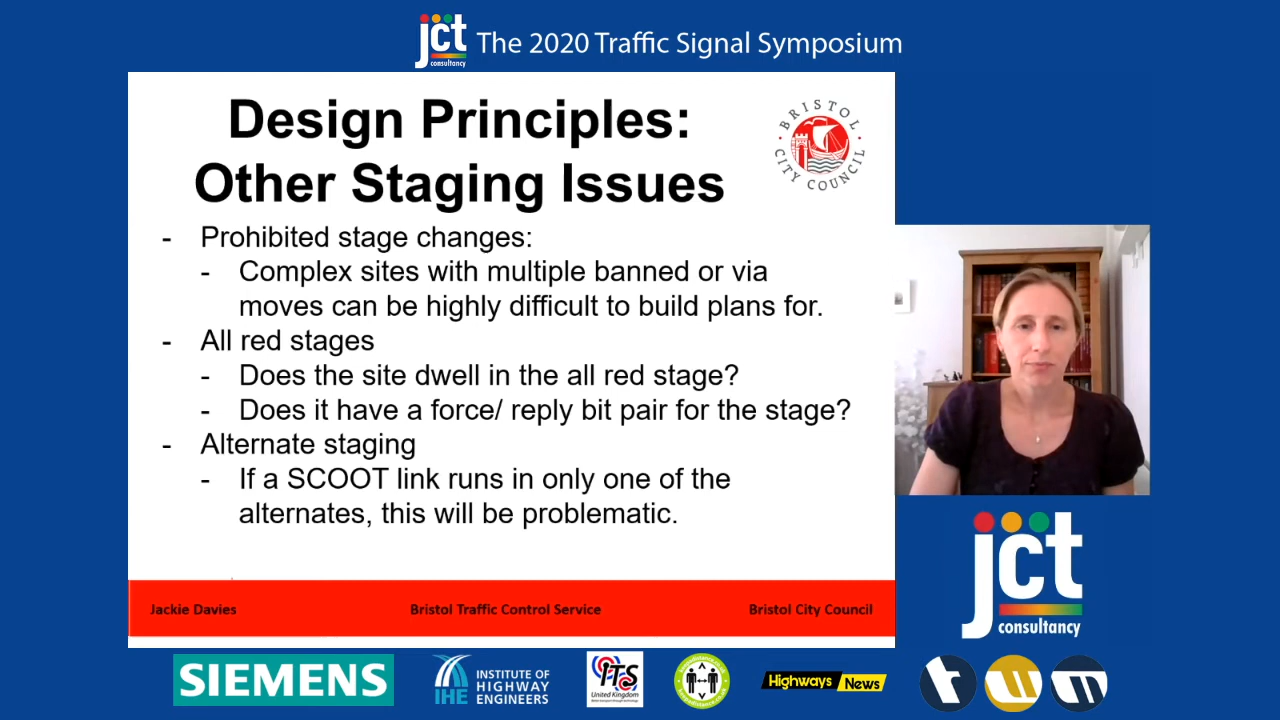 jct consultancy The 2020 Traffic Signal Symposium
Design Principles:
Other Staging Issues
BRISTOL CITY COUNCIL
- Prohibited stage changes:
- Complex sites with multiple banned or via
moves can be highly difficult to build plans for.
- All red stages
- Does the site dwell in the all red stage?
- Does it have a force/ reply bit pair for the stage?
- Alternate staging
- If a SCOOT link runs in only one of the
alternates, this will be problematic.
Jackie Davies Bristol Traffic Control Service Bristol City Council
jct
consultancy
SIEMENS
IHE
INSTITUTE OF
HIGHWAY
ENGINEERS
ITS
United Kingdom
Highways News